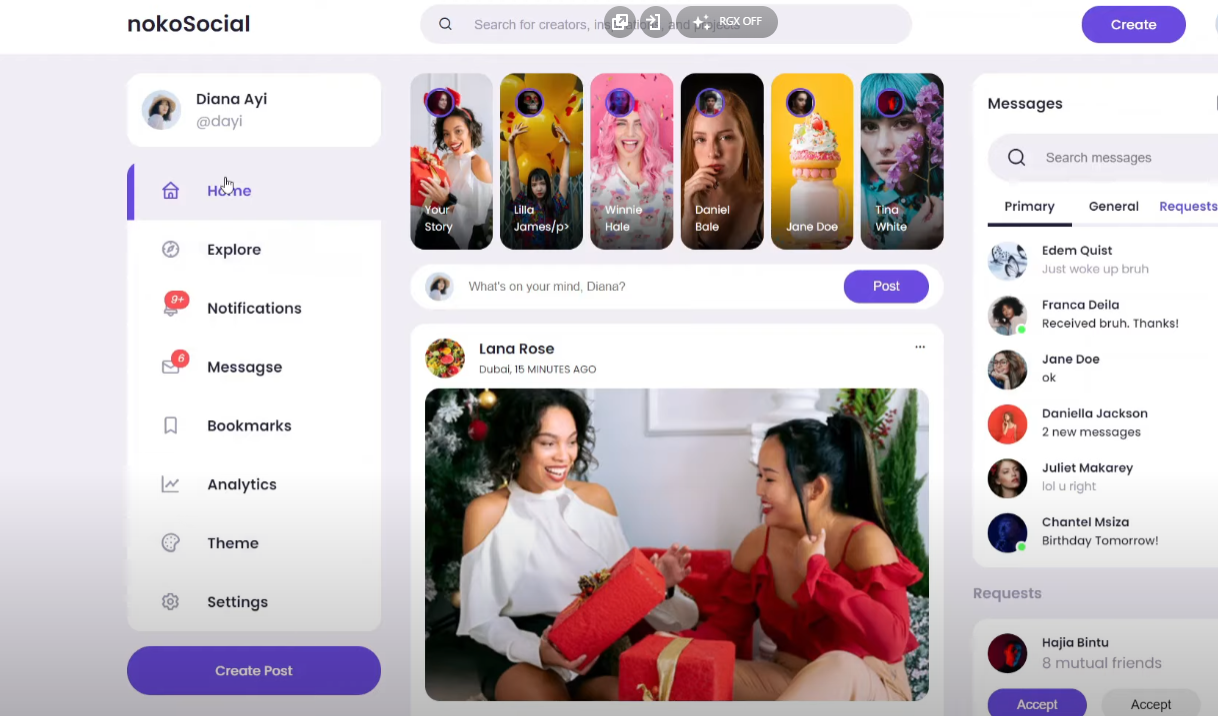 nokoSocial
Search for creators, inspirations, and projects
RGX OFF
Create
Diana Ayi
@dayi
Home
Explore
9+
Notifications
6
Messagse
Bookmarks
Analytics
Theme
Settings
Create Post
Your
Story
Lilla
James/p>
Winnie
Hale
Daniel
Bale
Jane Doe
Tina
White
What's on your mind, Diana?
Post
Lana Rose
Dubai, 15 MINUTES AGO
...
Messages
Search messages
Primary General Requests
Edem Quist
Just woke up bruh
Franca Deila
Received bruh. Thanks!
Jane Doe
ok
Daniella Jackson
2 new messages
Juliet Makarey
lol u right
Chantel Msiza
Birthday Tomorrow!
Requests
Hajia Bintu
8 mutual friends
Accept Accept